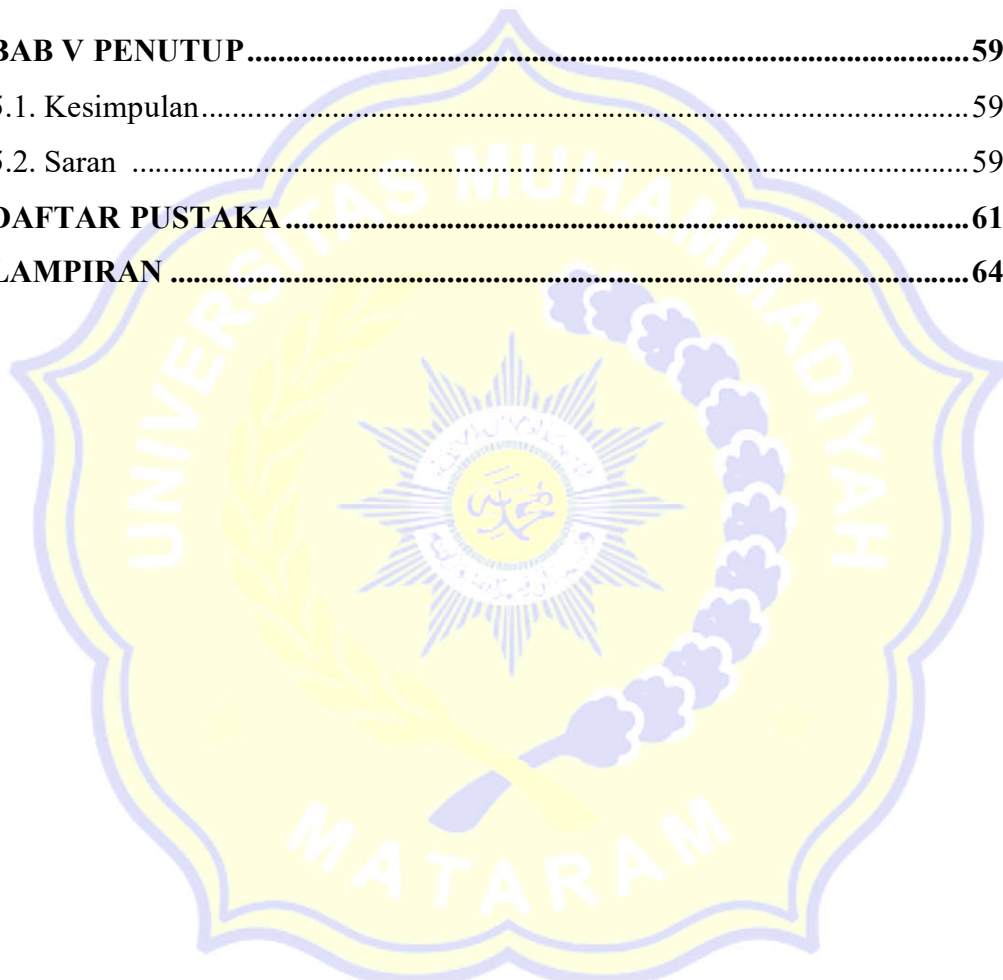 BAB V PENUTUP........................................................................................59
5.1. Kesimpulan.............................................................................................59
5.2. Saran ......................................................................................................59
DAFTAR PUSTAKA...................................................................................61
LAMPIRAN .................................................................................................64
UNIVERSITAS MUHAMMADIYAH
MATARAM